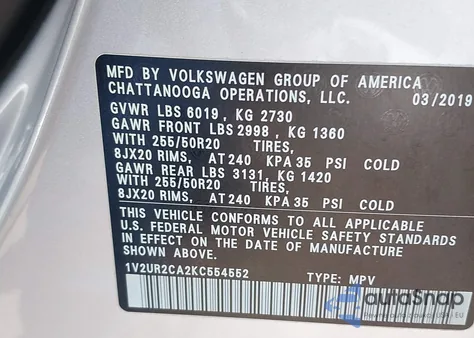 MFD BY VOLKSWAGEN GROUP OF AMERICA
CHATTANOOGA OPERATIONS, LLC. 03/2019
GVWR LBS 6019 , KG 2730
GAWR FRONT LBS 2998 , KG 1360
WITH 255/50R20 TIRES,
8JX20 RIMS, AT 240 KPA 35 PSI COLD
GAWR REAR LBS 3131, KG 1420
WITH 255/50R20 TIRES,
8JX20 RIMS, AT 240 KPA 35 PSI COLD
THIS VEHICLE CONFORMS TO ALL APPLICABLE
U.S. FEDERAL MOTOR VEHICLE SAFETY STANDARDS
IN EFFECT ON THE DATE OF MANUFACTURE
SHOWN ABOVE.
1V2UR2CA2KC554552 TYPE: MPV
autoSnap